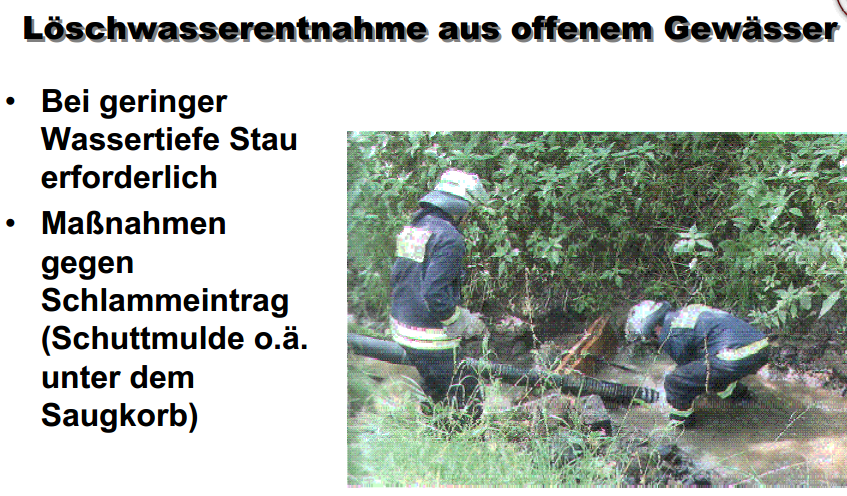 Löschwasserentnahme aus offenem Gewässer
• Bei geringer
Wassertiefe Stau
erforderlich
• Maßnahmen
gegen
Schlammeintrag
(Schuttmulde o.ä.
unter dem
Saugkorb)